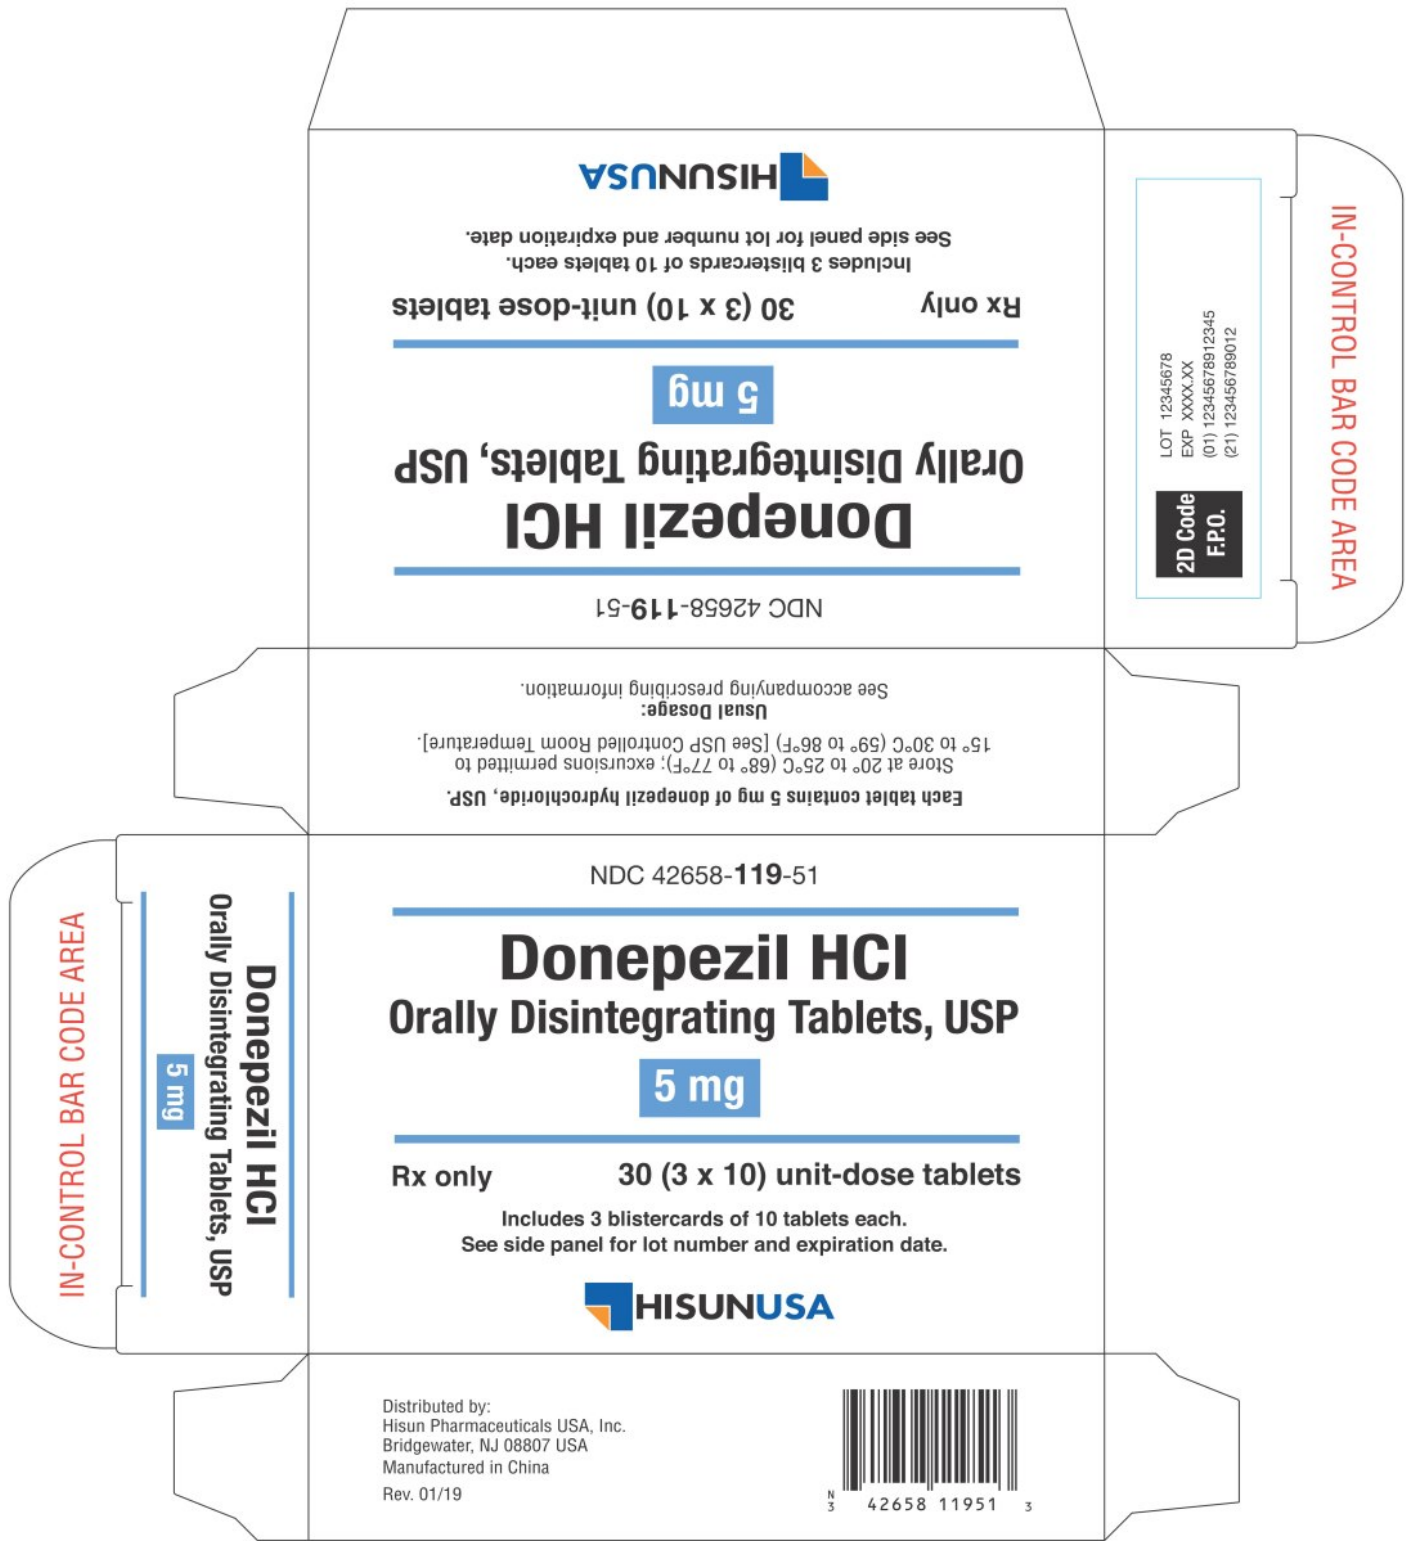 HISUNUSA
See side panel for lot number and expiration date.
Includes 3 blistercards of 10 tablets each.
Rx only 30 (3 x 10) unit-dose tablets
5 mg
Orally Disintegrating Tablets, USP
Donepezil HCl
NDC 42658-119-51
LOT 12345678
EXP XXXX.XX
(01) 12345678912345
(21) 123456789012
2D Code
F.P.O.
IN-CONTROL BAR CODE AREA
Each tablet contains 5 mg of donepezil hydrochloride, USP.
Store at 20° to 25°C (68° to 77°F); excursions permitted to
15° to 30°C (59° to 86°F) [See USP Controlled Room Temperature].
Usual Dosage:
See accompanying prescribing information.
IN-CONTROL BAR CODE AREA
Donepezil HCl
Orally Disintegrating Tablets, USP
5 mg
NDC 42658-119-51
Donepezil HCl
Orally Disintegrating Tablets, USP
5 mg
Rx only 30 (3 x 10) unit-dose tablets
Includes 3 blistercards of 10 tablets each.
See side panel for lot number and expiration date.
HISUNUSA
Distributed by:
Hisun Pharmaceuticals USA, Inc.
Bridgewater, NJ 08807 USA
Manufactured in China
Rev. 01/19
N
3 42658 11951 3